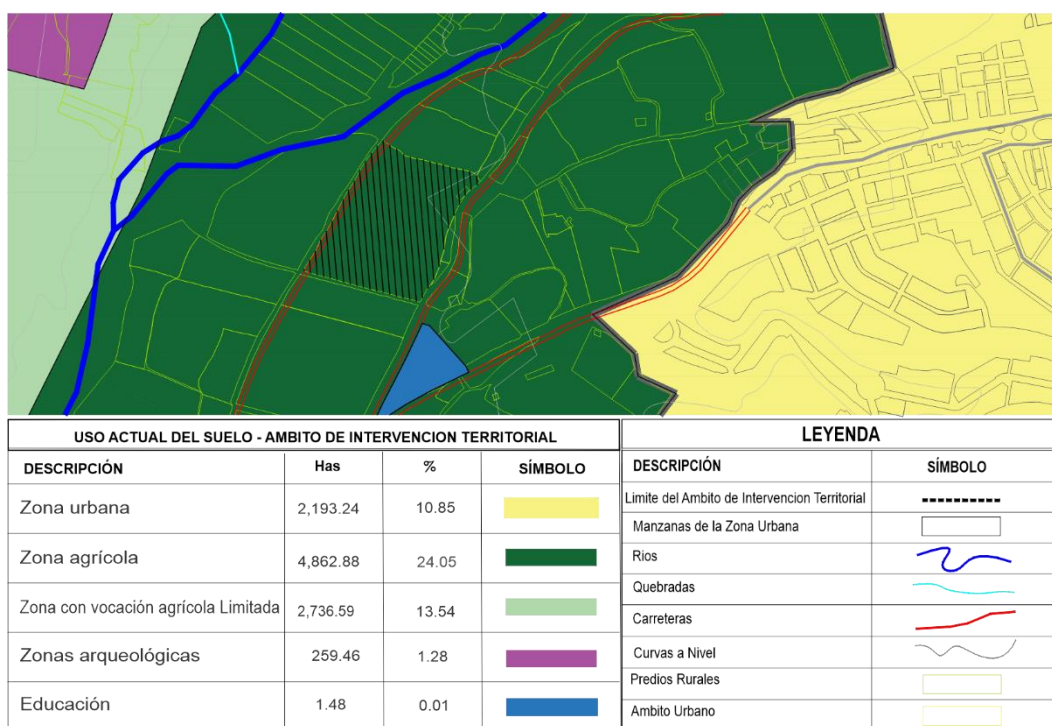 USO ACTUAL DEL SUELO - AMBITO DE INTERVENCION TERRITORIAL
DESCRIPCIÓN Has % SÍMBOLO
Zona urbana 2,193.24 10.85
Zona agrícola 4,862.88 24.05
Zona con vocación agrícola Limitada 2,736.59 13.54
Zonas arqueológicas 259.46 1.28
Educación 1.48 0.01
LEYENDA
DESCRIPCIÓN SÍMBOLO
Limite del Ambito de Intervencion Territorial
Manzanas de la Zona Urbana
Rios
Quebradas
Carreteras
Curvas a Nivel
Predios Rurales
Ambito Urbano